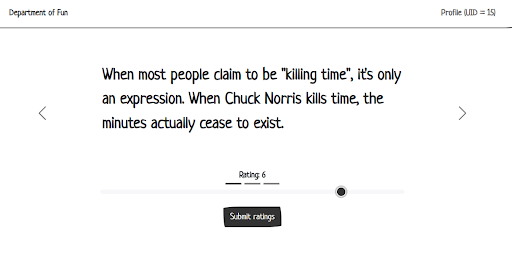 Department of Fun
Profile (UID = 15)
When most people claim to be "killing time", it's only
an expression. When Chuck Norris kills time, the
minutes actually cease to exist.
Rating: 6
Submit ratings